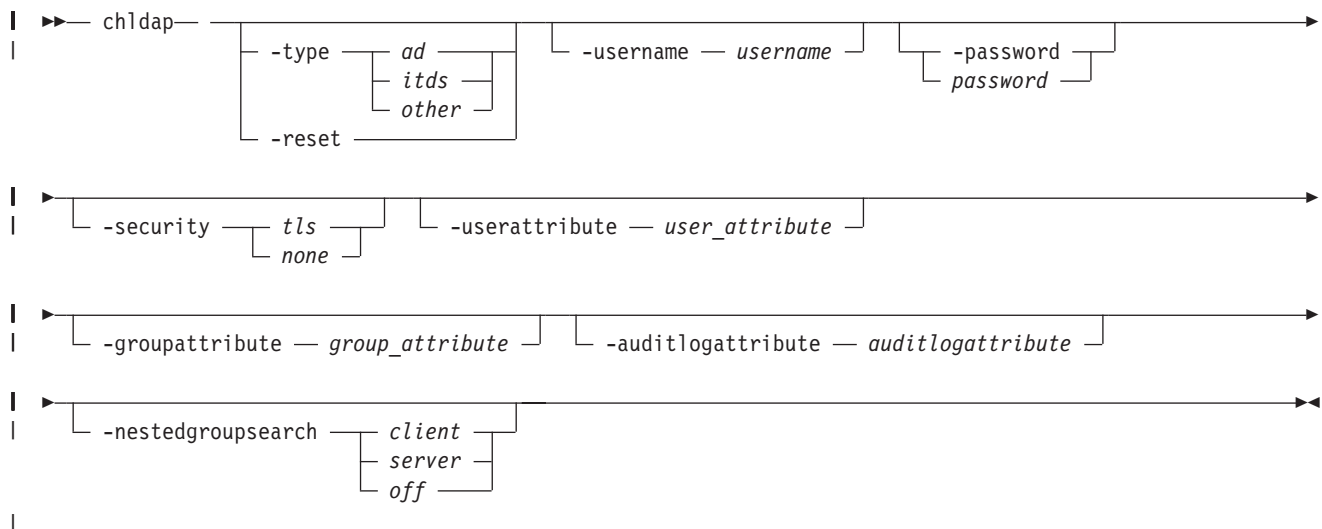 chldap
-type ad -username username -password
itds password
other
-reset
-security tls -userattribute user_attribute
none
-groupattribute group_attribute -auditlogattribute auditlogattribute
-nestedgroupsearch client
server
off